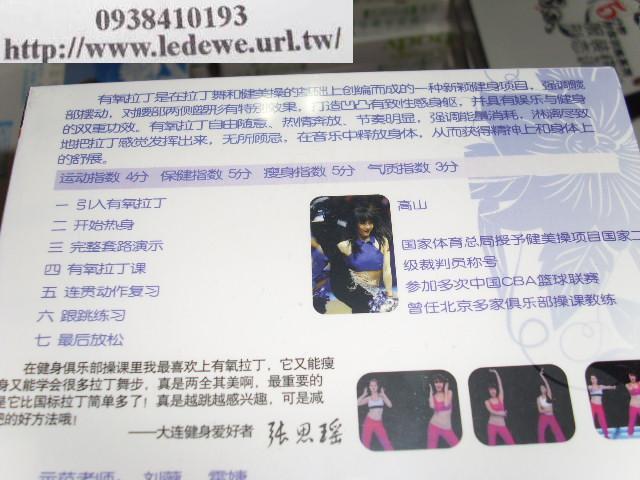 0938410193
http://www.ledewe.url.tw/
有氧拉丁是在拉丁舞和健美操的基础上创编而成的一种新颖健身项目，强调髋
部摆动，对腰部两侧塑形有特别效果，打造凹凸有致性感身躯，并具有娱乐与健身
的双重功效。有氧拉丁自由随意、热情奔放、节奏明显，强调能量消耗，淋漓尽致
地把拉丁感觉发挥出来，无所顾忌，在音乐中释放身体，从而获得精神上和身体上
的舒展。
运动指数 4分 保健指数 5分 瘦身指数 5分 气质指数 3分
一 引入有氧拉丁
二 开始热身
三 完整套路演示
四 有氧拉丁课
五 连贯动作复习
六 跟跳练习
七 最后放松
高山
国家体育总局授予健美操项目国家二
级裁判员称号
参加多次中国CBA篮球联赛
曾任北京多家俱乐部操课教练
在健身俱乐部操课里我最喜欢上有氧拉丁，它又能瘦
身又能学会很多拉丁舞步，真是两全其美啊，最重要的
是它比国标拉丁简单多了！真是越跳越感兴趣，可是减
肥的好方法哦！
——大连健身爱好者 张思瑶
示范老师： 刘薇